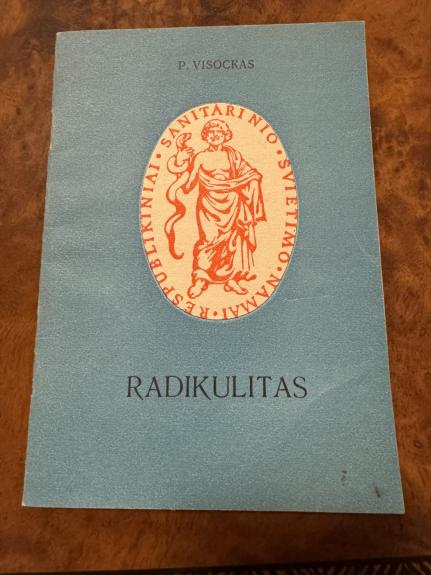 P. VISOCKAS
RESPUBLIKINIAI · SANITARINIO · ŠVIETIMO · NAMAI ·
RADIKULITAS